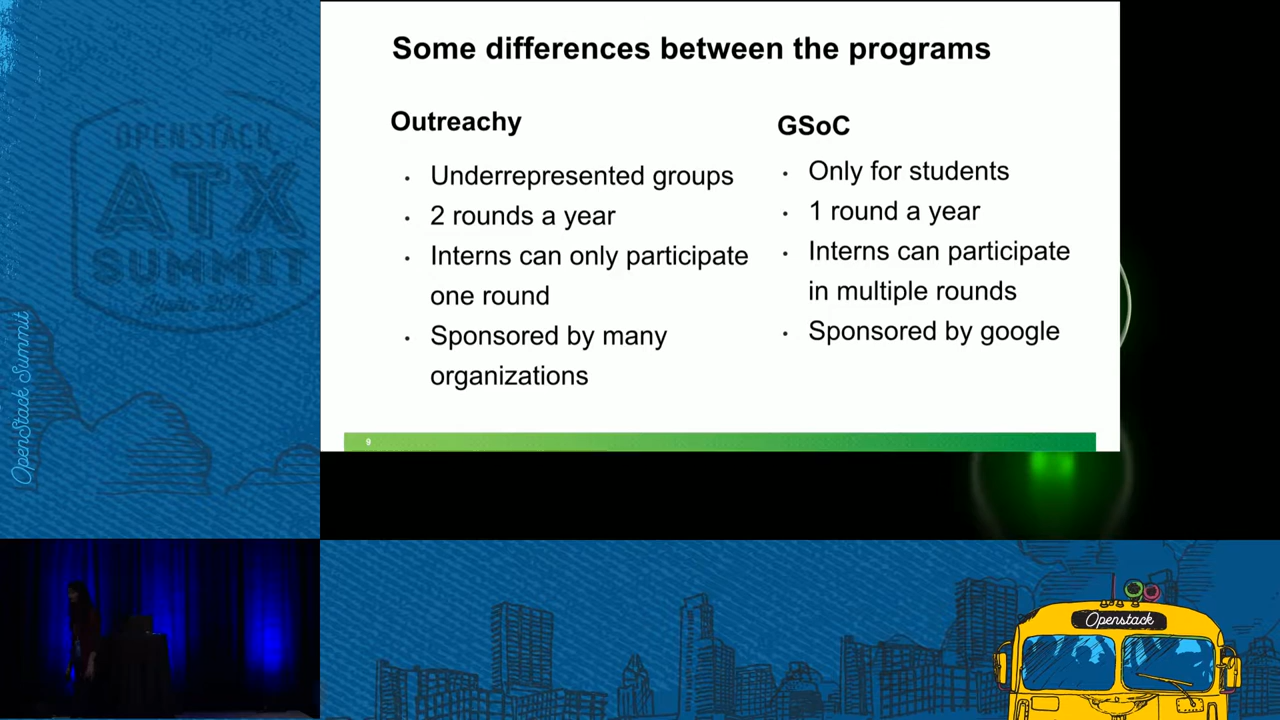 Some differences between the programs
Outreachy
• Underrepresented groups
• 2 rounds a year
• Interns can only participate
one round
• Sponsored by many
organizations
GSoC
• Only for students
• 1 round a year
• Interns can participate
in multiple rounds
• Sponsored by google
9
OPENSTACK
ATX
SUMMIT
OpenStack Summit
Openstack